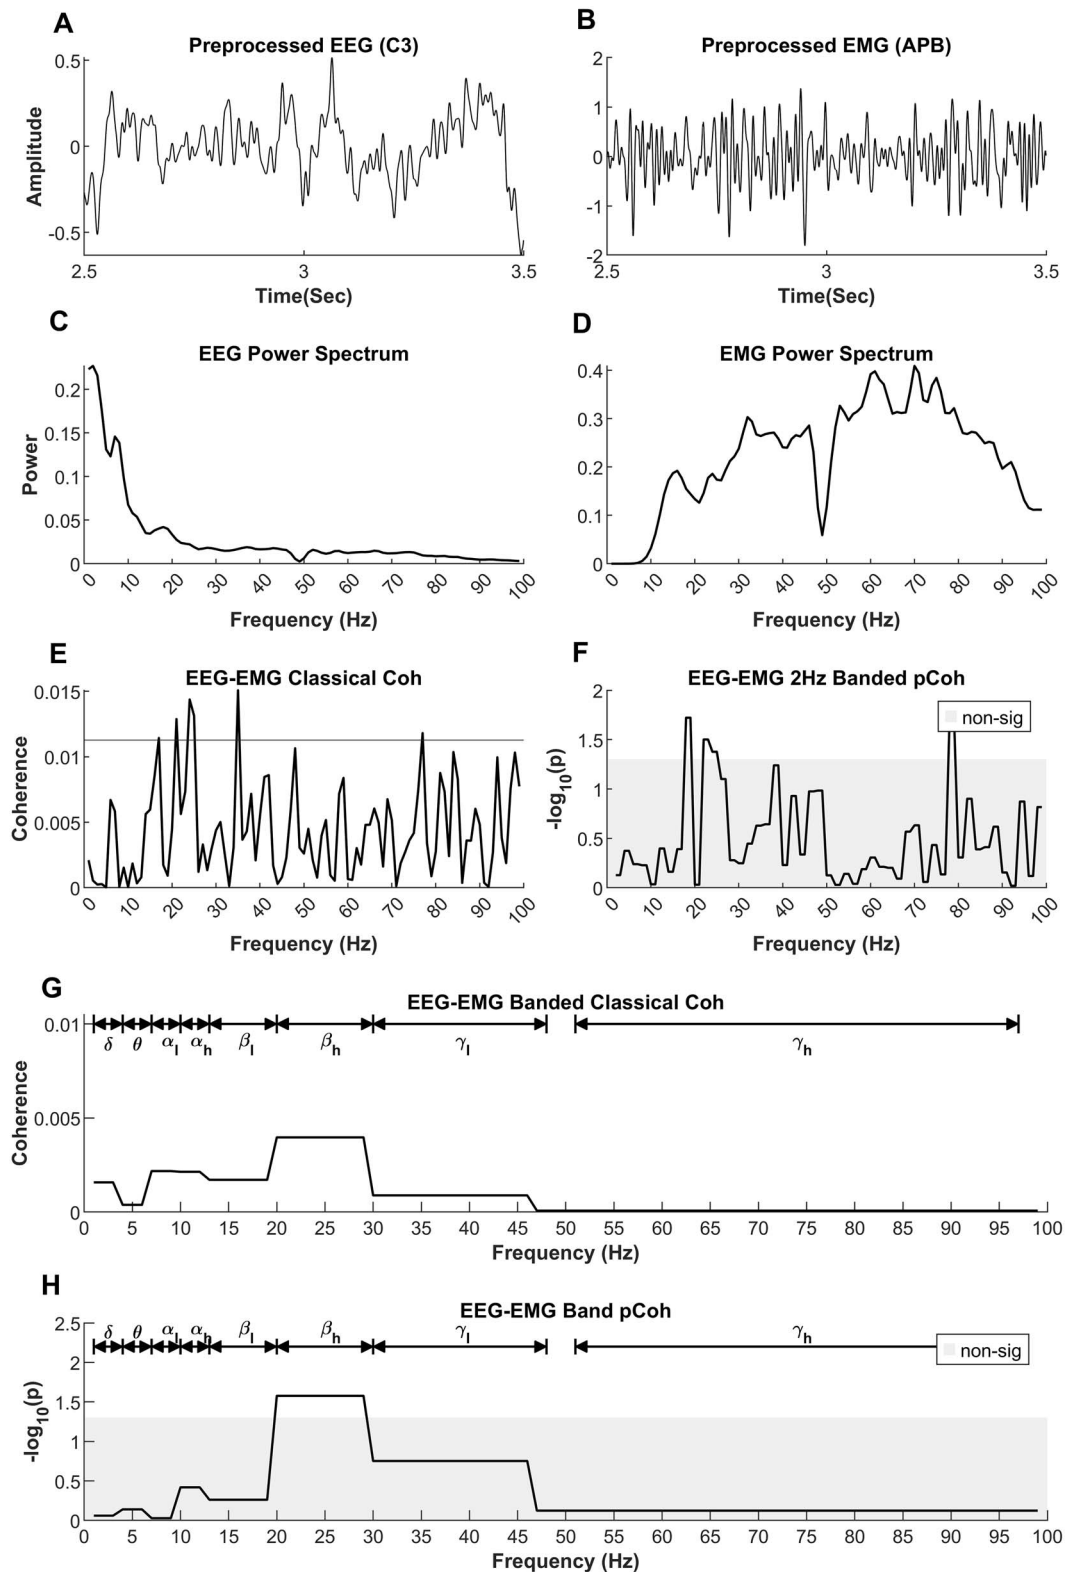 A
Preprocessed EEG (C3)
0.5
0
-0.5
Amplitude
2.5 3 3.5
Time(Sec)
B
Preprocessed EMG (APB)
2
1
0
-1
-2
2.5 3 3.5
Time(Sec)
C
EEG Power Spectrum
0.2
0.15
0.1
0.05
0
Power
0 10 20 30 40 50 60 70 80 90 100
Frequency (Hz)
D
EMG Power Spectrum
0.4
0.3
0.2
0.1
0
0 10 20 30 40 50 60 70 80 90 100
Frequency (Hz)
E
EEG-EMG Classical Coh
0.015
0.01
0.005
0
Coherence
0 10 20 30 40 50 60 70 80 90 100
Frequency (Hz)
F
EEG-EMG 2Hz Banded pCoh
2
1.5
1
0.5
0
-log10(p)
non-sig
0 10 20 30 40 50 60 70 80 90 100
Frequency (Hz)
G
EEG-EMG Banded Classical Coh
0.01
0.005
0
Coherence
δ θ αl αh βl βh γl γh
0 5 10 15 20 25 30 35 40 45 50 55 60 65 70 75 80 85 90 95 100
Frequency (Hz)
H
EEG-EMG Band pCoh
2.5
2
1.5
1
0.5
0
-log10(p)
δ θ αl αh βl βh γl γh
non-sig
0 5 10 15 20 25 30 35 40 45 50 55 60 65 70 75 80 85 90 95 100
Frequency (Hz)